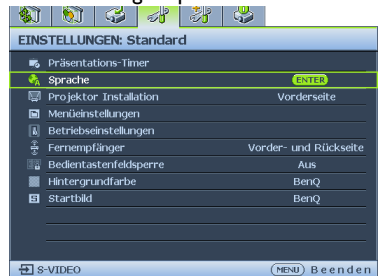 EINSTELLUNGEN: Standard
Präsentations-Timer
Sprache ENTER
Projektor Installation Vorderseite
Menüeinstellungen
Betriebseinstellungen
Fernempfänger Vorder- und Rückseite
Bedientastenfeldsperre Aus
Hintergrundfarbe BenQ
Startbild BenQ
S-VIDEO MENU Beenden